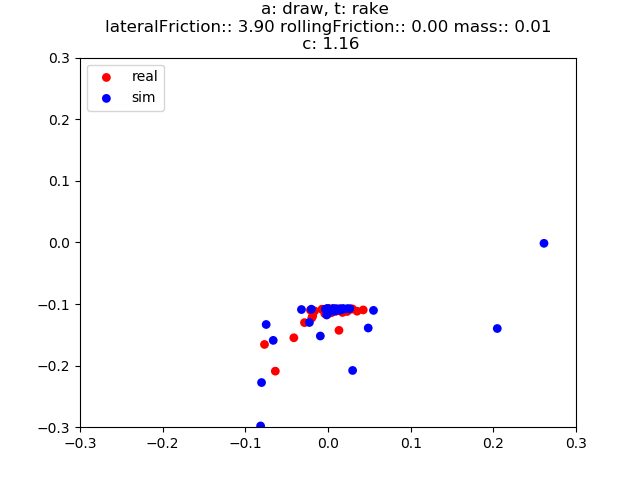 a: draw, t: rake
lateralFriction:: 3.90 rollingFriction:: 0.00 mass:: 0.01
c: 1.16
real
sim
0.3
0.2
0.1
0.0
−0.1
−0.2
−0.3
−0.3 −0.2 −0.1 0.0 0.1 0.2 0.3